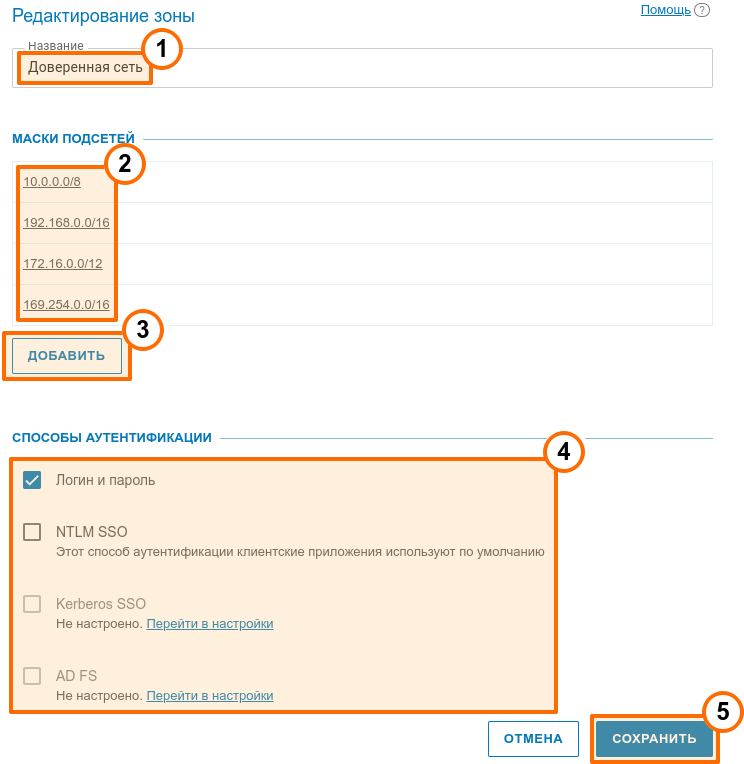 Редактирование зоны
Помощь ?
Название
1
Доверенная сеть
МАСКИ ПОДСЕТЕЙ
2
10.0.0.0/8
192.168.0.0/16
172.16.0.0/12
169.254.0.0/16
3
ДОБАВИТЬ
СПОСОБЫ АУТЕНТИФИКАЦИИ
4
Логин и пароль
NTLM SSO
Этот способ аутентификации клиентские приложения используют по умолчанию
Kerberos SSO
Не настроено. Перейти в настройки
AD FS
Не настроено. Перейти в настройки
5
ОТМЕНА
СОХРАНИТЬ